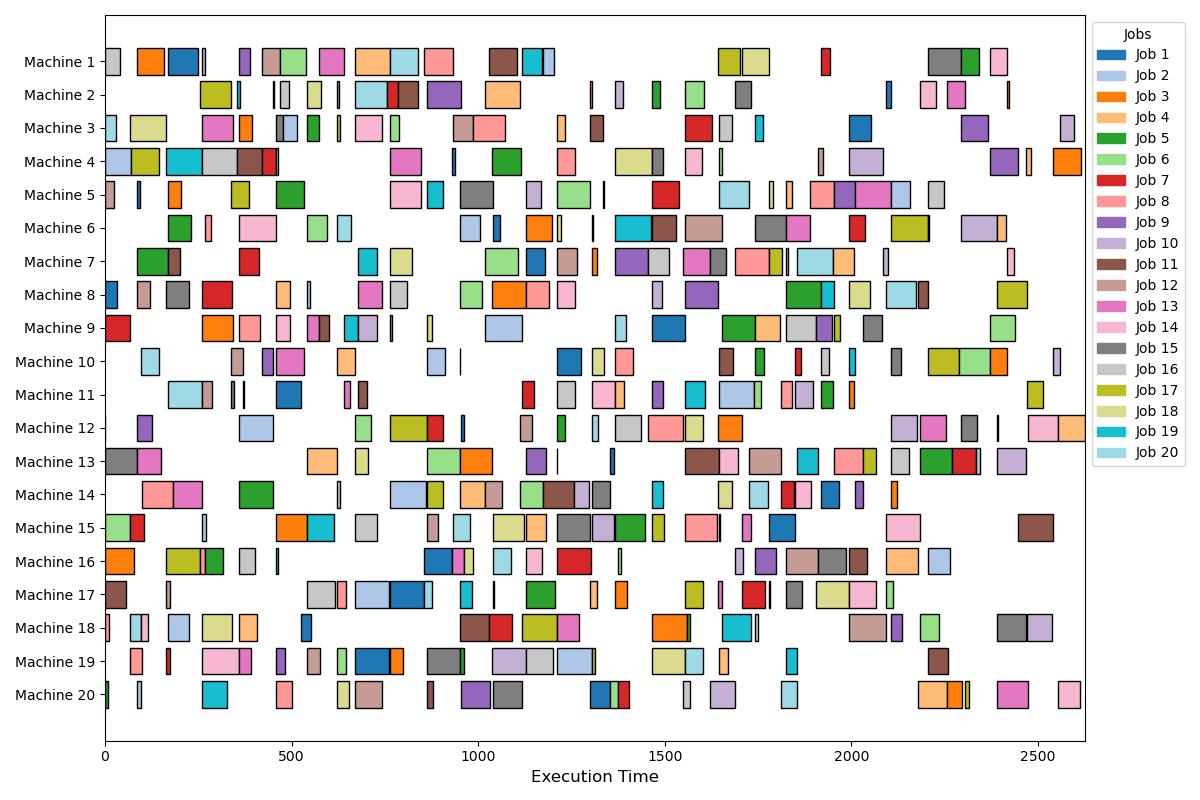 Jobs
Machine 1
Machine 2
Machine 3
Machine 4
Machine 5
Machine 6
Machine 7
Machine 8
Machine 9
Machine 10
Machine 11
Machine 12
Machine 13
Machine 14
Machine 15
Machine 16
Machine 17
Machine 18
Machine 19
Machine 20
Job 1
Job 2
Job 3
Job 4
Job 5
Job 6
Job 7
Job 8
Job 9
Job 10
Job 11
Job 12
Job 13
Job 14
Job 15
Job 16
Job 17
Job 18
Job 19
Job 20
0 500 1000 1500 2000 2500
Execution Time